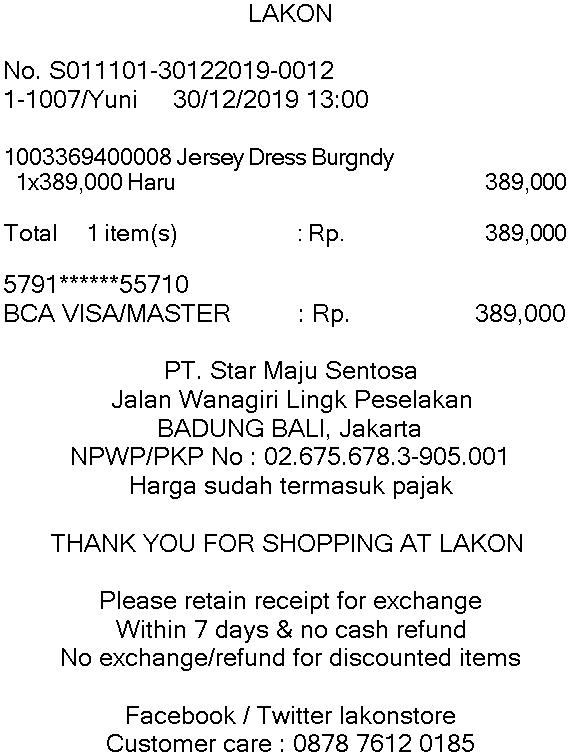 LAKON
No. S011101-30122019-0012
1-1007/Yuni 30/12/2019 13:00
1003369400008 Jersey Dress Burgndy
1x389,000 Haru 389,000
Total 1 item(s) : Rp. 389,000
5791******55710
BCA VISA/MASTER : Rp. 389,000
PT. Star Maju Sentosa
Jalan Wanagiri Lingk Peselakan
BADUNG BALI, Jakarta
NPWP/PKP No : 02.675.678.3-905.001
Harga sudah termasuk pajak
THANK YOU FOR SHOPPING AT LAKON
Please retain receipt for exchange
Within 7 days & no cash refund
No exchange/refund for discounted items
Facebook / Twitter lakonstore
Customer care : 0878 7612 0185